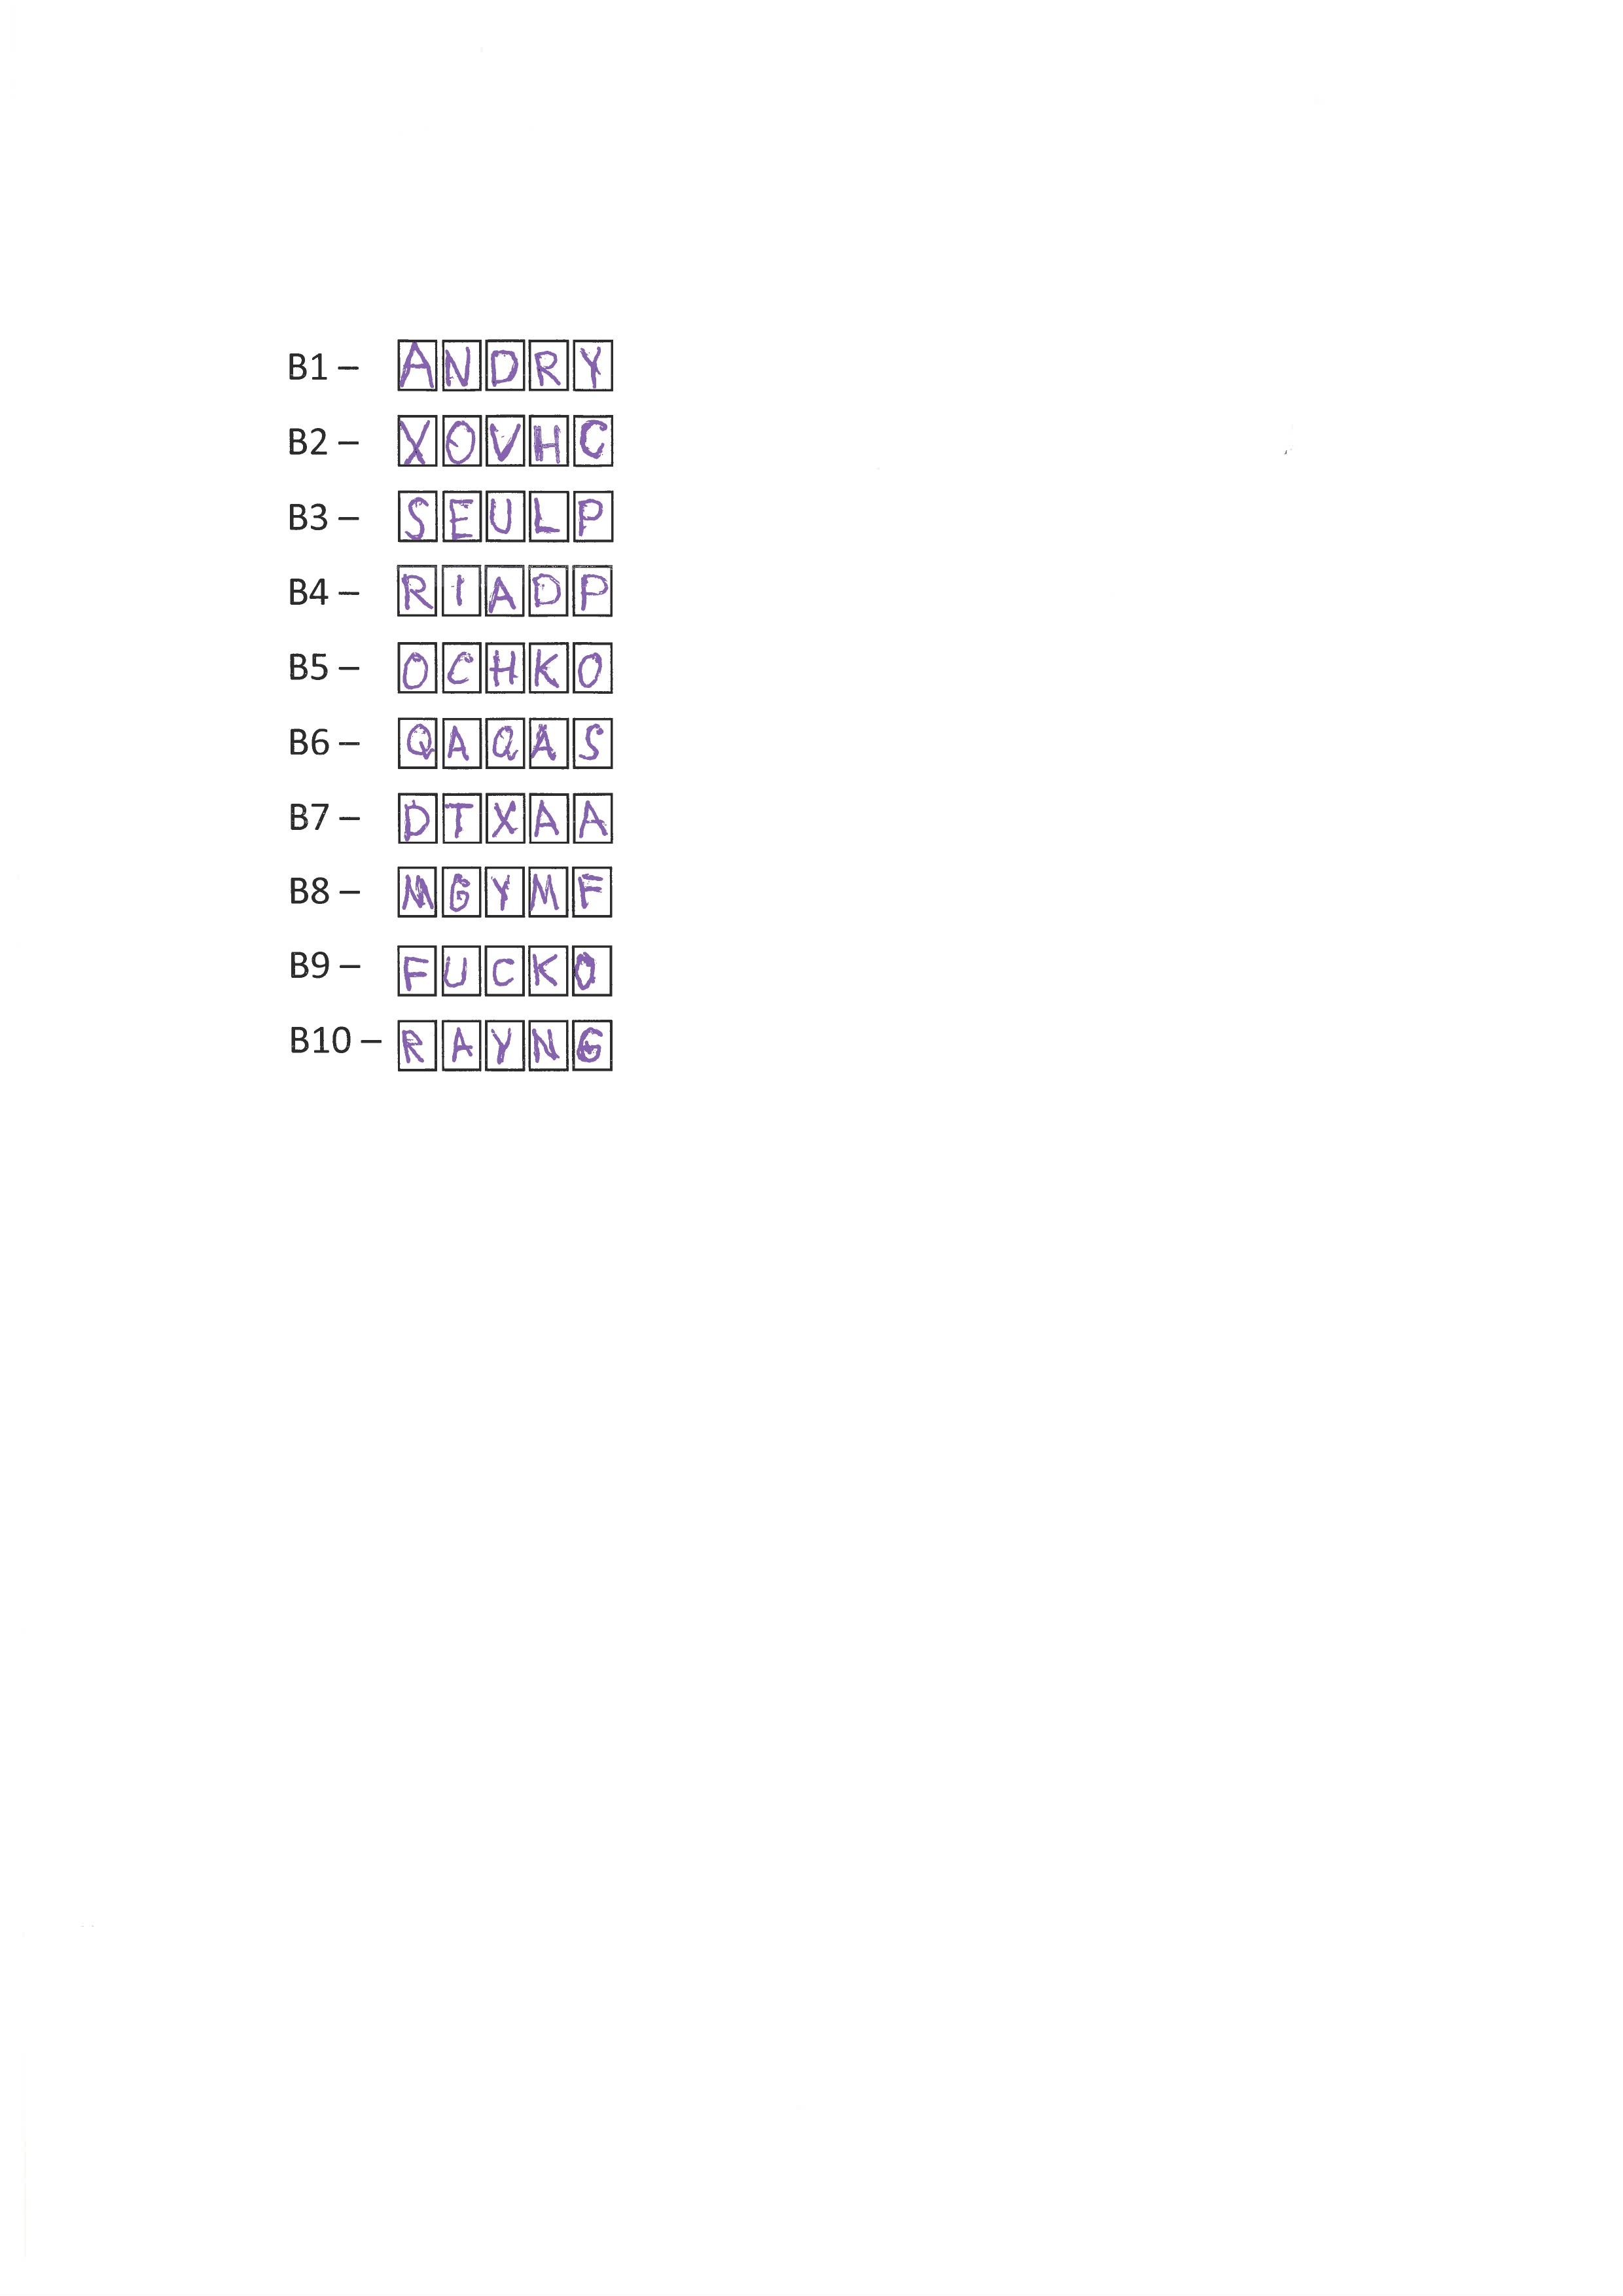 B1 – ANDRY
B2 – XOVHC
B3 – SEULP
B4 – RIADP
B5 – OCHKO
B6 – QAQAS
B7 – DTXAA
B8 – MGYMF
B9 – FUCKO
B10 – RAYNG